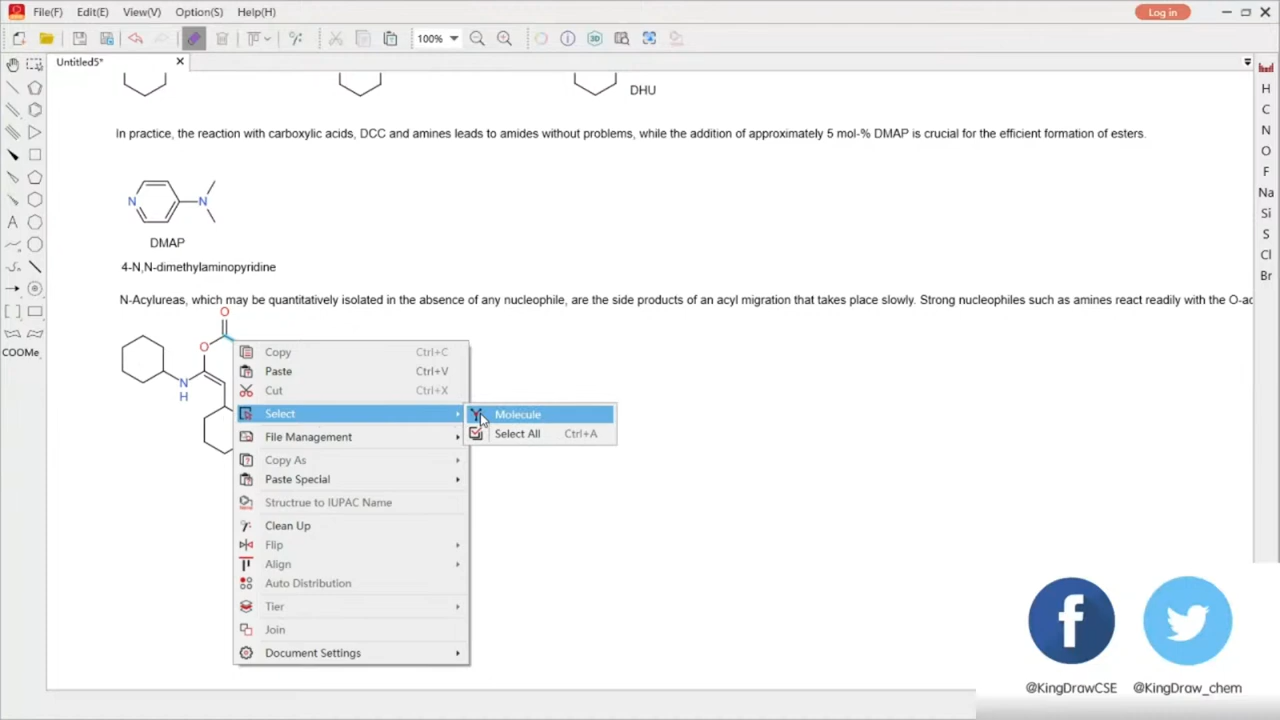 File(F) Edit(E) View(V) Option(S) Help(H) Log in
100%
Untitled5*
DHU
In practice, the reaction with carboxylic acids, DCC and amines leads to amides without problems, while the addition of approximately 5 mol-% DMAP is crucial for the efficient formation of esters.
N N
DMAP
4-N,N-dimethylaminopyridine
N-Acylureas, which may be quantitatively isolated in the absence of any nucleophile, are the side products of an acyl migration that takes place slowly. Strong nucleophiles such as amines react readily with the O-ac
O
O
N
H
COOMe
Copy Ctrl+C
Paste Ctrl+V
Cut Ctrl+X
Select
File Management
Copy As
Paste Special
Structrue to IUPAC Name
Clean Up
Flip
Align
Auto Distribution
Tier
Join
Document Settings
Molecule
Select All Ctrl+A
H
C
N
O
F
Na
Si
S
Cl
Br
@KingDrawCSE @KingDraw_chem